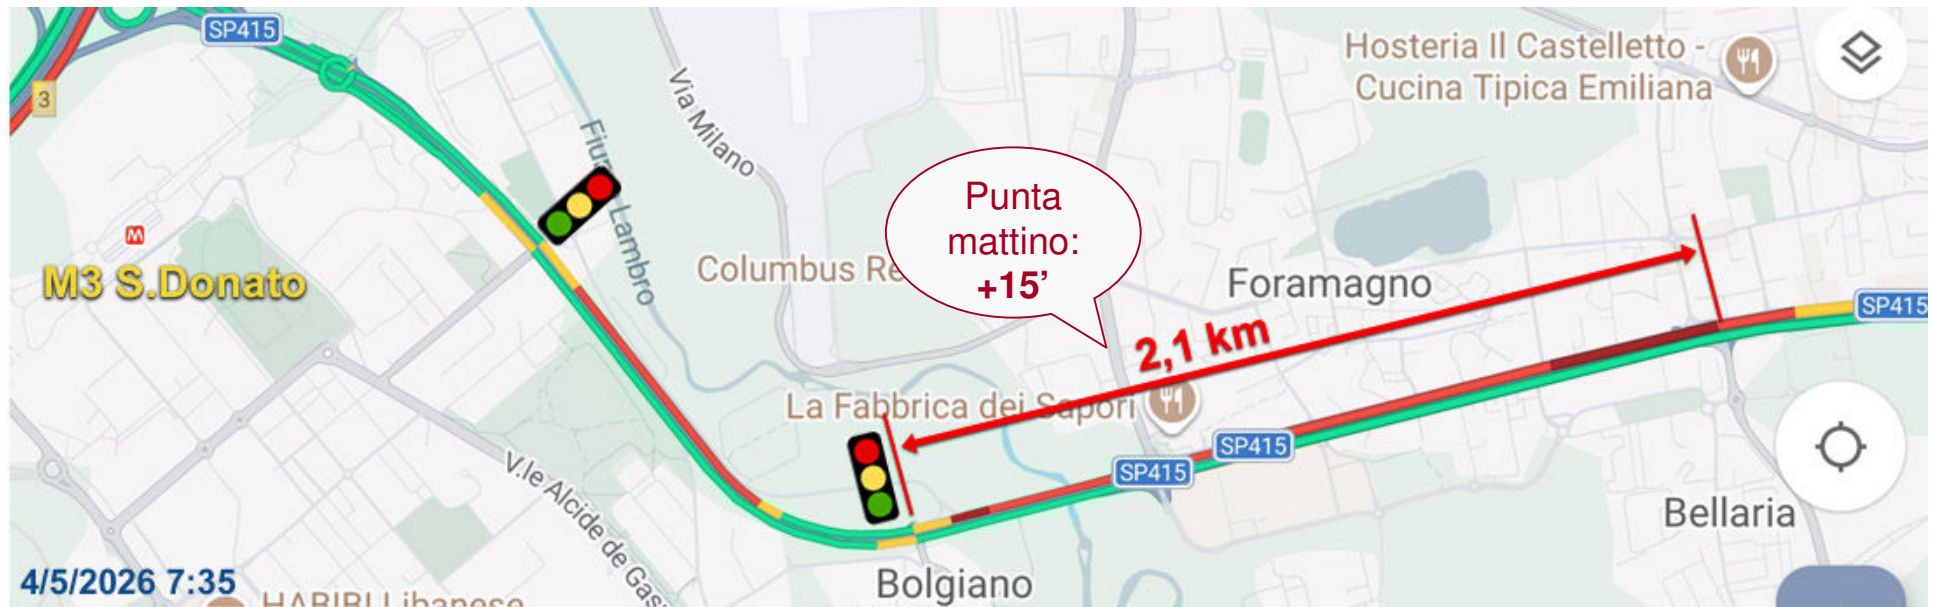 SP415
Hosteria Il Castelletto -
Cucina Tipica Emiliana
3
Via Milano
Fiume Lambro
M
M3 S.Donato
Columbus
Punta
mattino:
+15’
Foramagno
SP415
2,1 km
La Fabbrica dei Sapori
SP415
SP415
V.le Alcide de
Bellaria
4/5/2026 7:35
Bolgiano
HABIBI Libanese